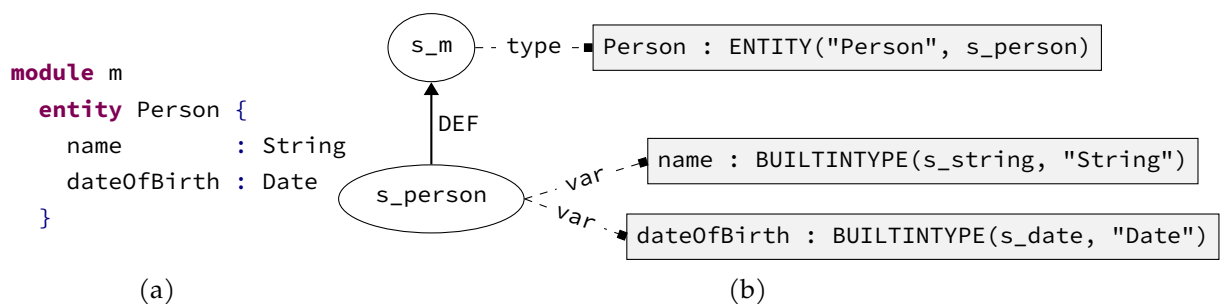 module m
entity Person {
name : String
dateOfBirth : Date
}
(a)
s_m
type
Person : ENTITY("Person", s_person)
DEF
s_person
var
name : BUILTINTYPE(s_string, "String")
var
dateOfBirth : BUILTINTYPE(s_date, "Date")
(b)